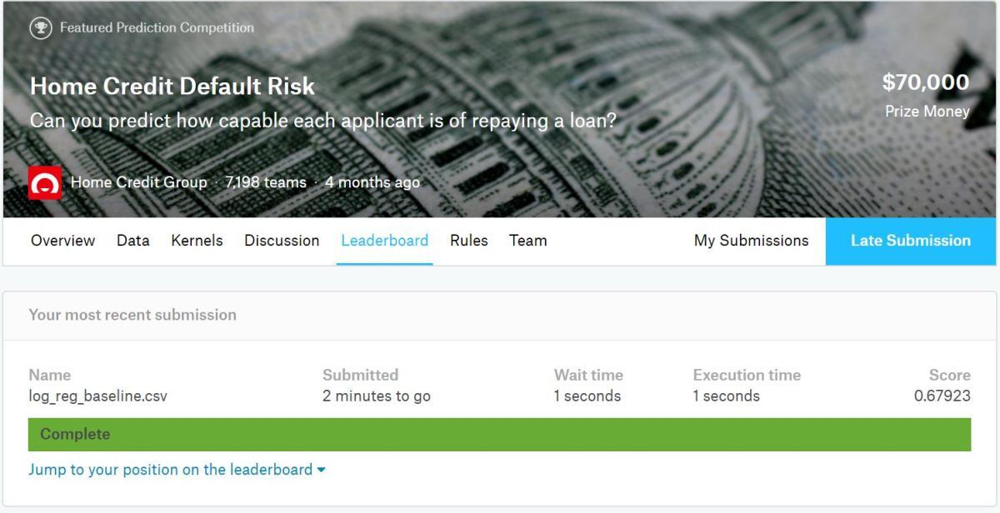 Featured Prediction Competition
Home Credit Default Risk
$70,000
Can you predict how capable each applicant is of repaying a loan?
Prize Money
Home Credit Group · 7,198 teams · 4 months ago
Overview Data Kernels Discussion Leaderboard Rules Team My Submissions Late Submission
Your most recent submission
Name Submitted Wait time Execution time Score
log_reg_baseline.csv 2 minutes to go 1 seconds 1 seconds 0.67923
Complete
Jump to your position on the leaderboard